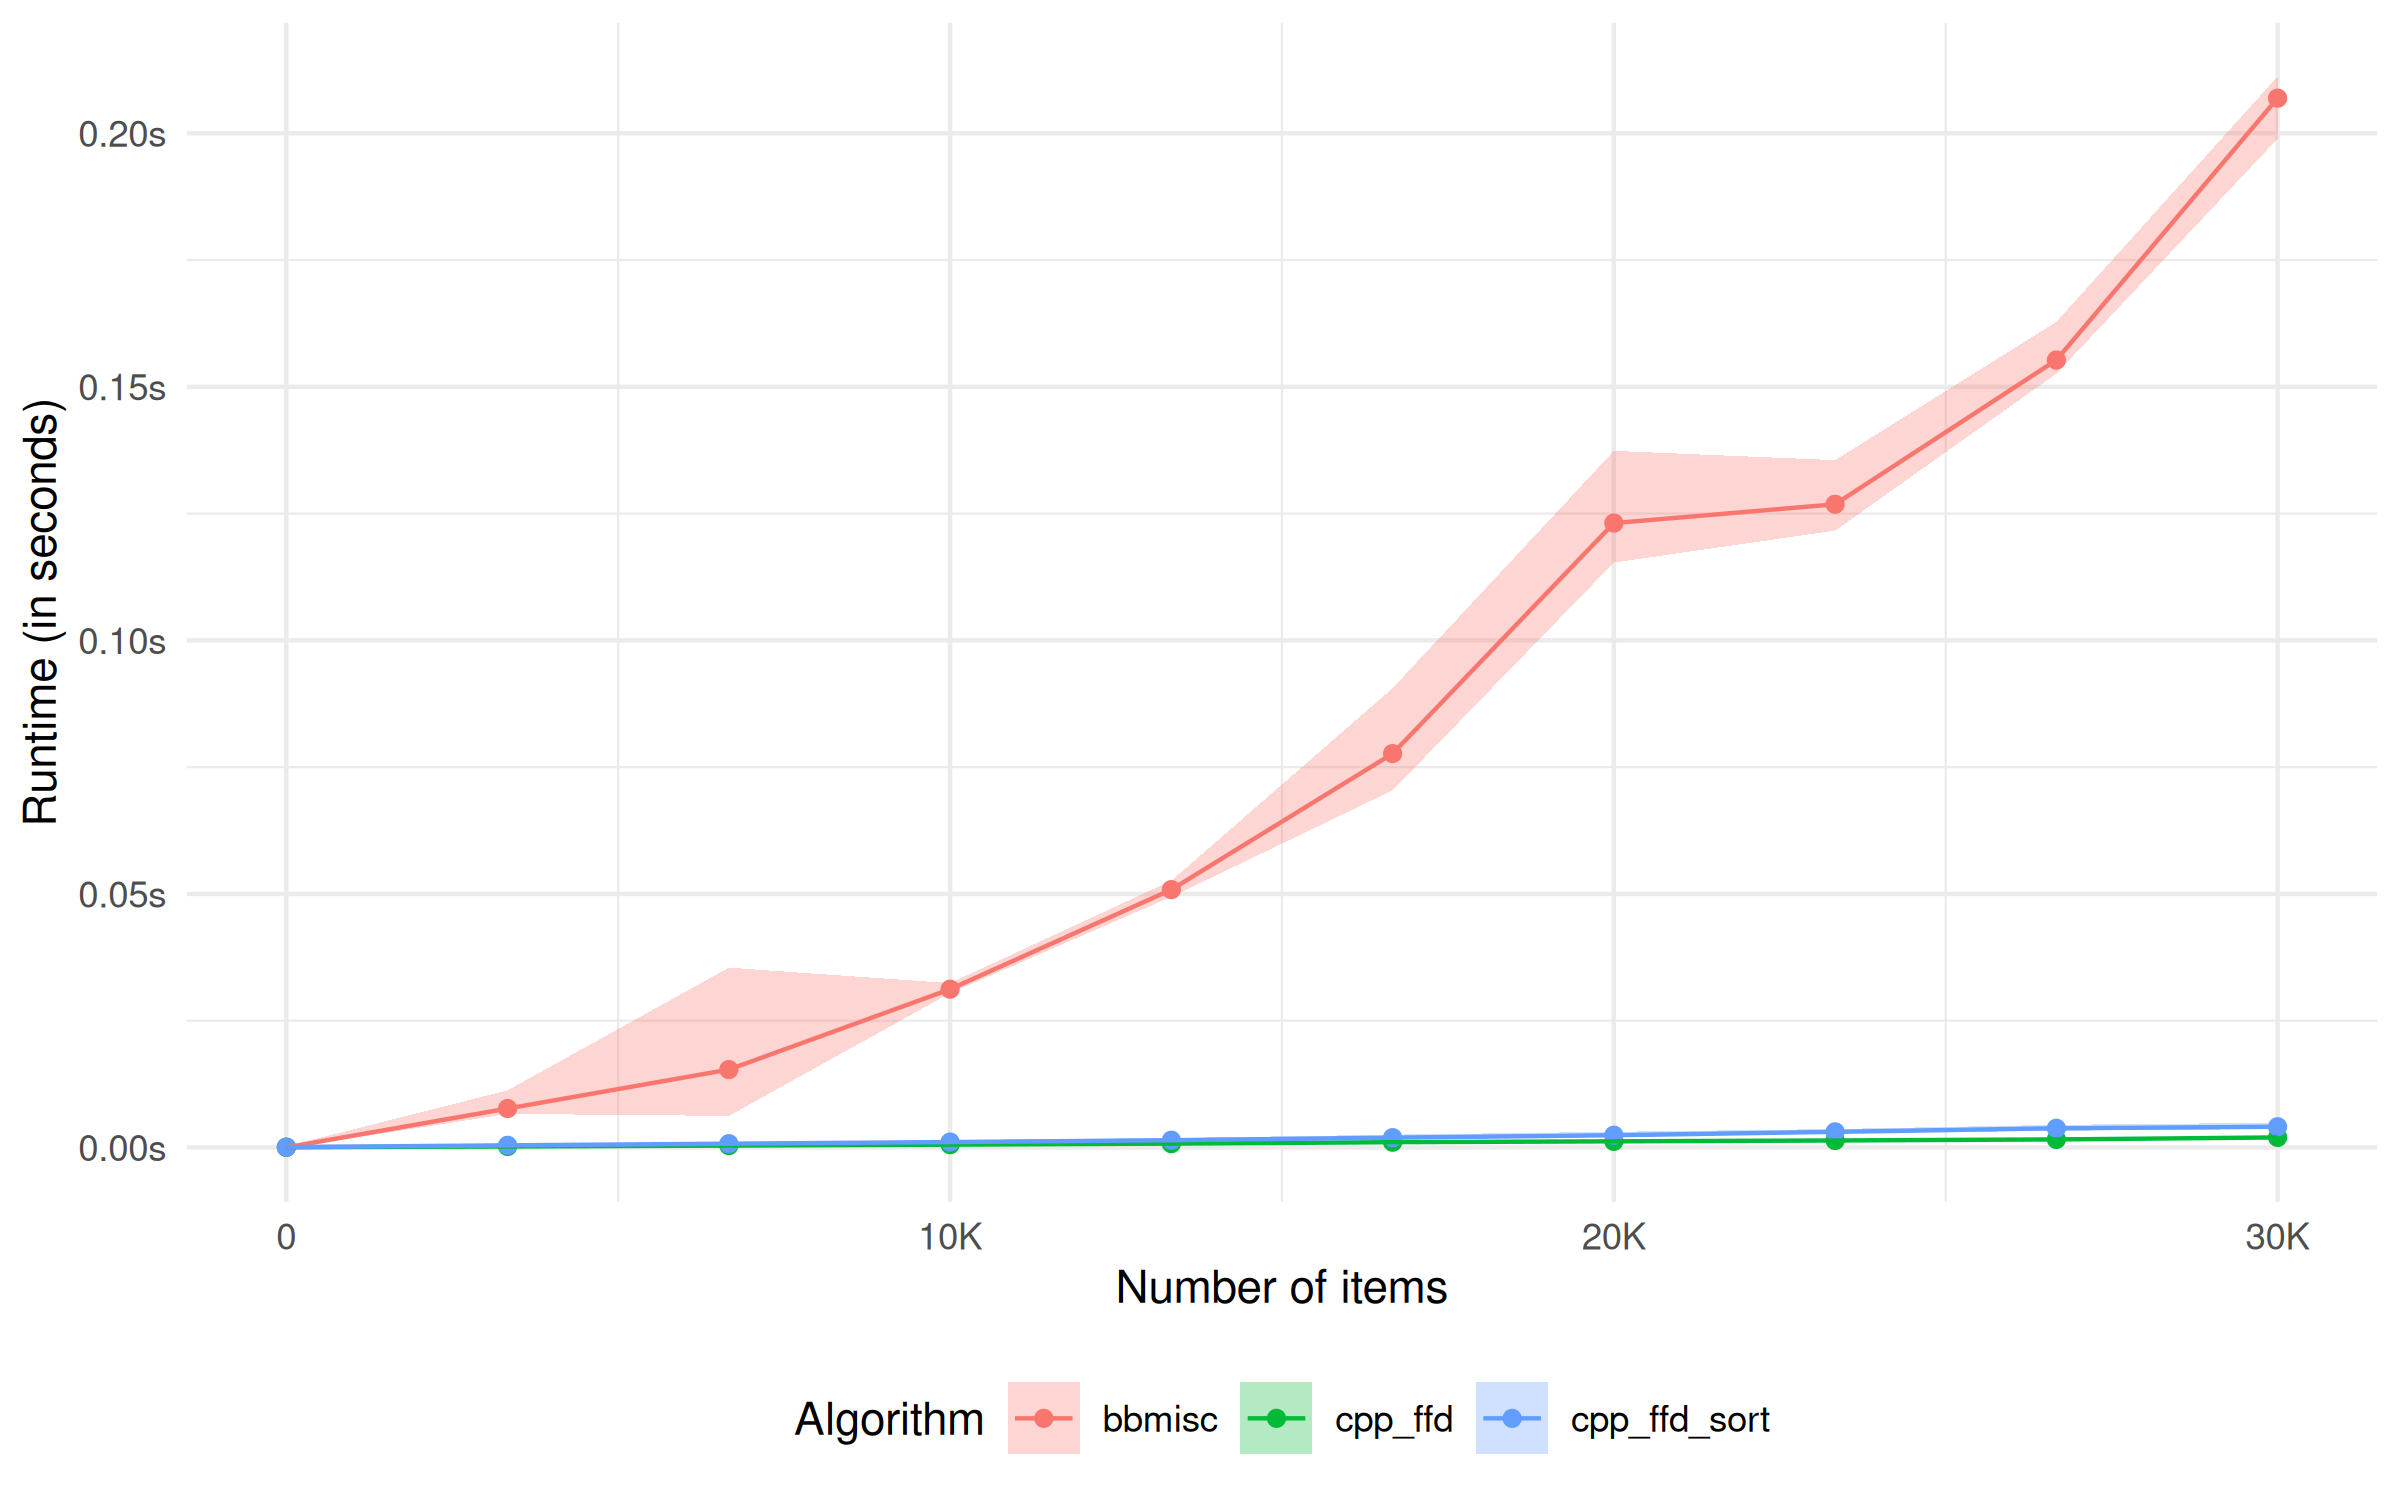 Runtime (in seconds)
0.20s
0.15s
0.10s
0.05s
0.00s
0 10K 20K 30K
Number of items
Algorithm bbmisc cpp_ffd cpp_ffd_sort